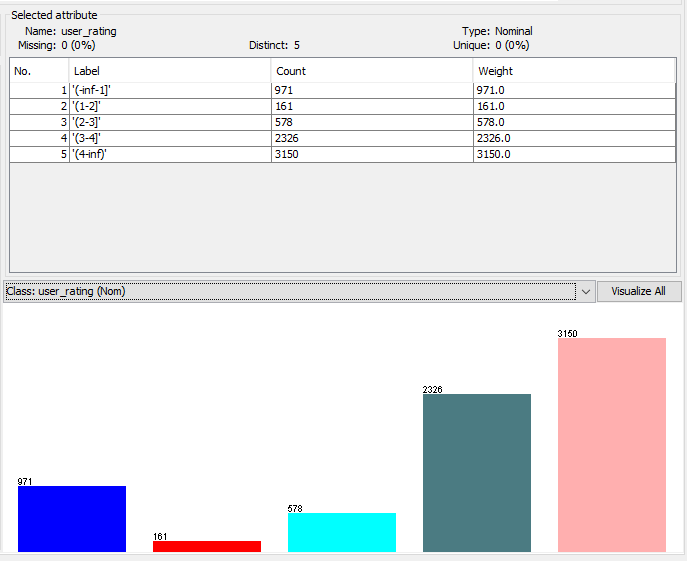 Selected attribute
Name: user_rating Type: Nominal
Missing: 0 (0%) Distinct: 5 Unique: 0 (0%)
No. Label Count Weight
1 '(-inf-1]' 971 971.0
2 '(1-2]' 161 161.0
3 '(2-3]' 578 578.0
4 '(3-4]' 2326 2326.0
5 '(4-inf)' 3150 3150.0
Class: user_rating (Nom) Visualize All
3150
2326
971
578
161